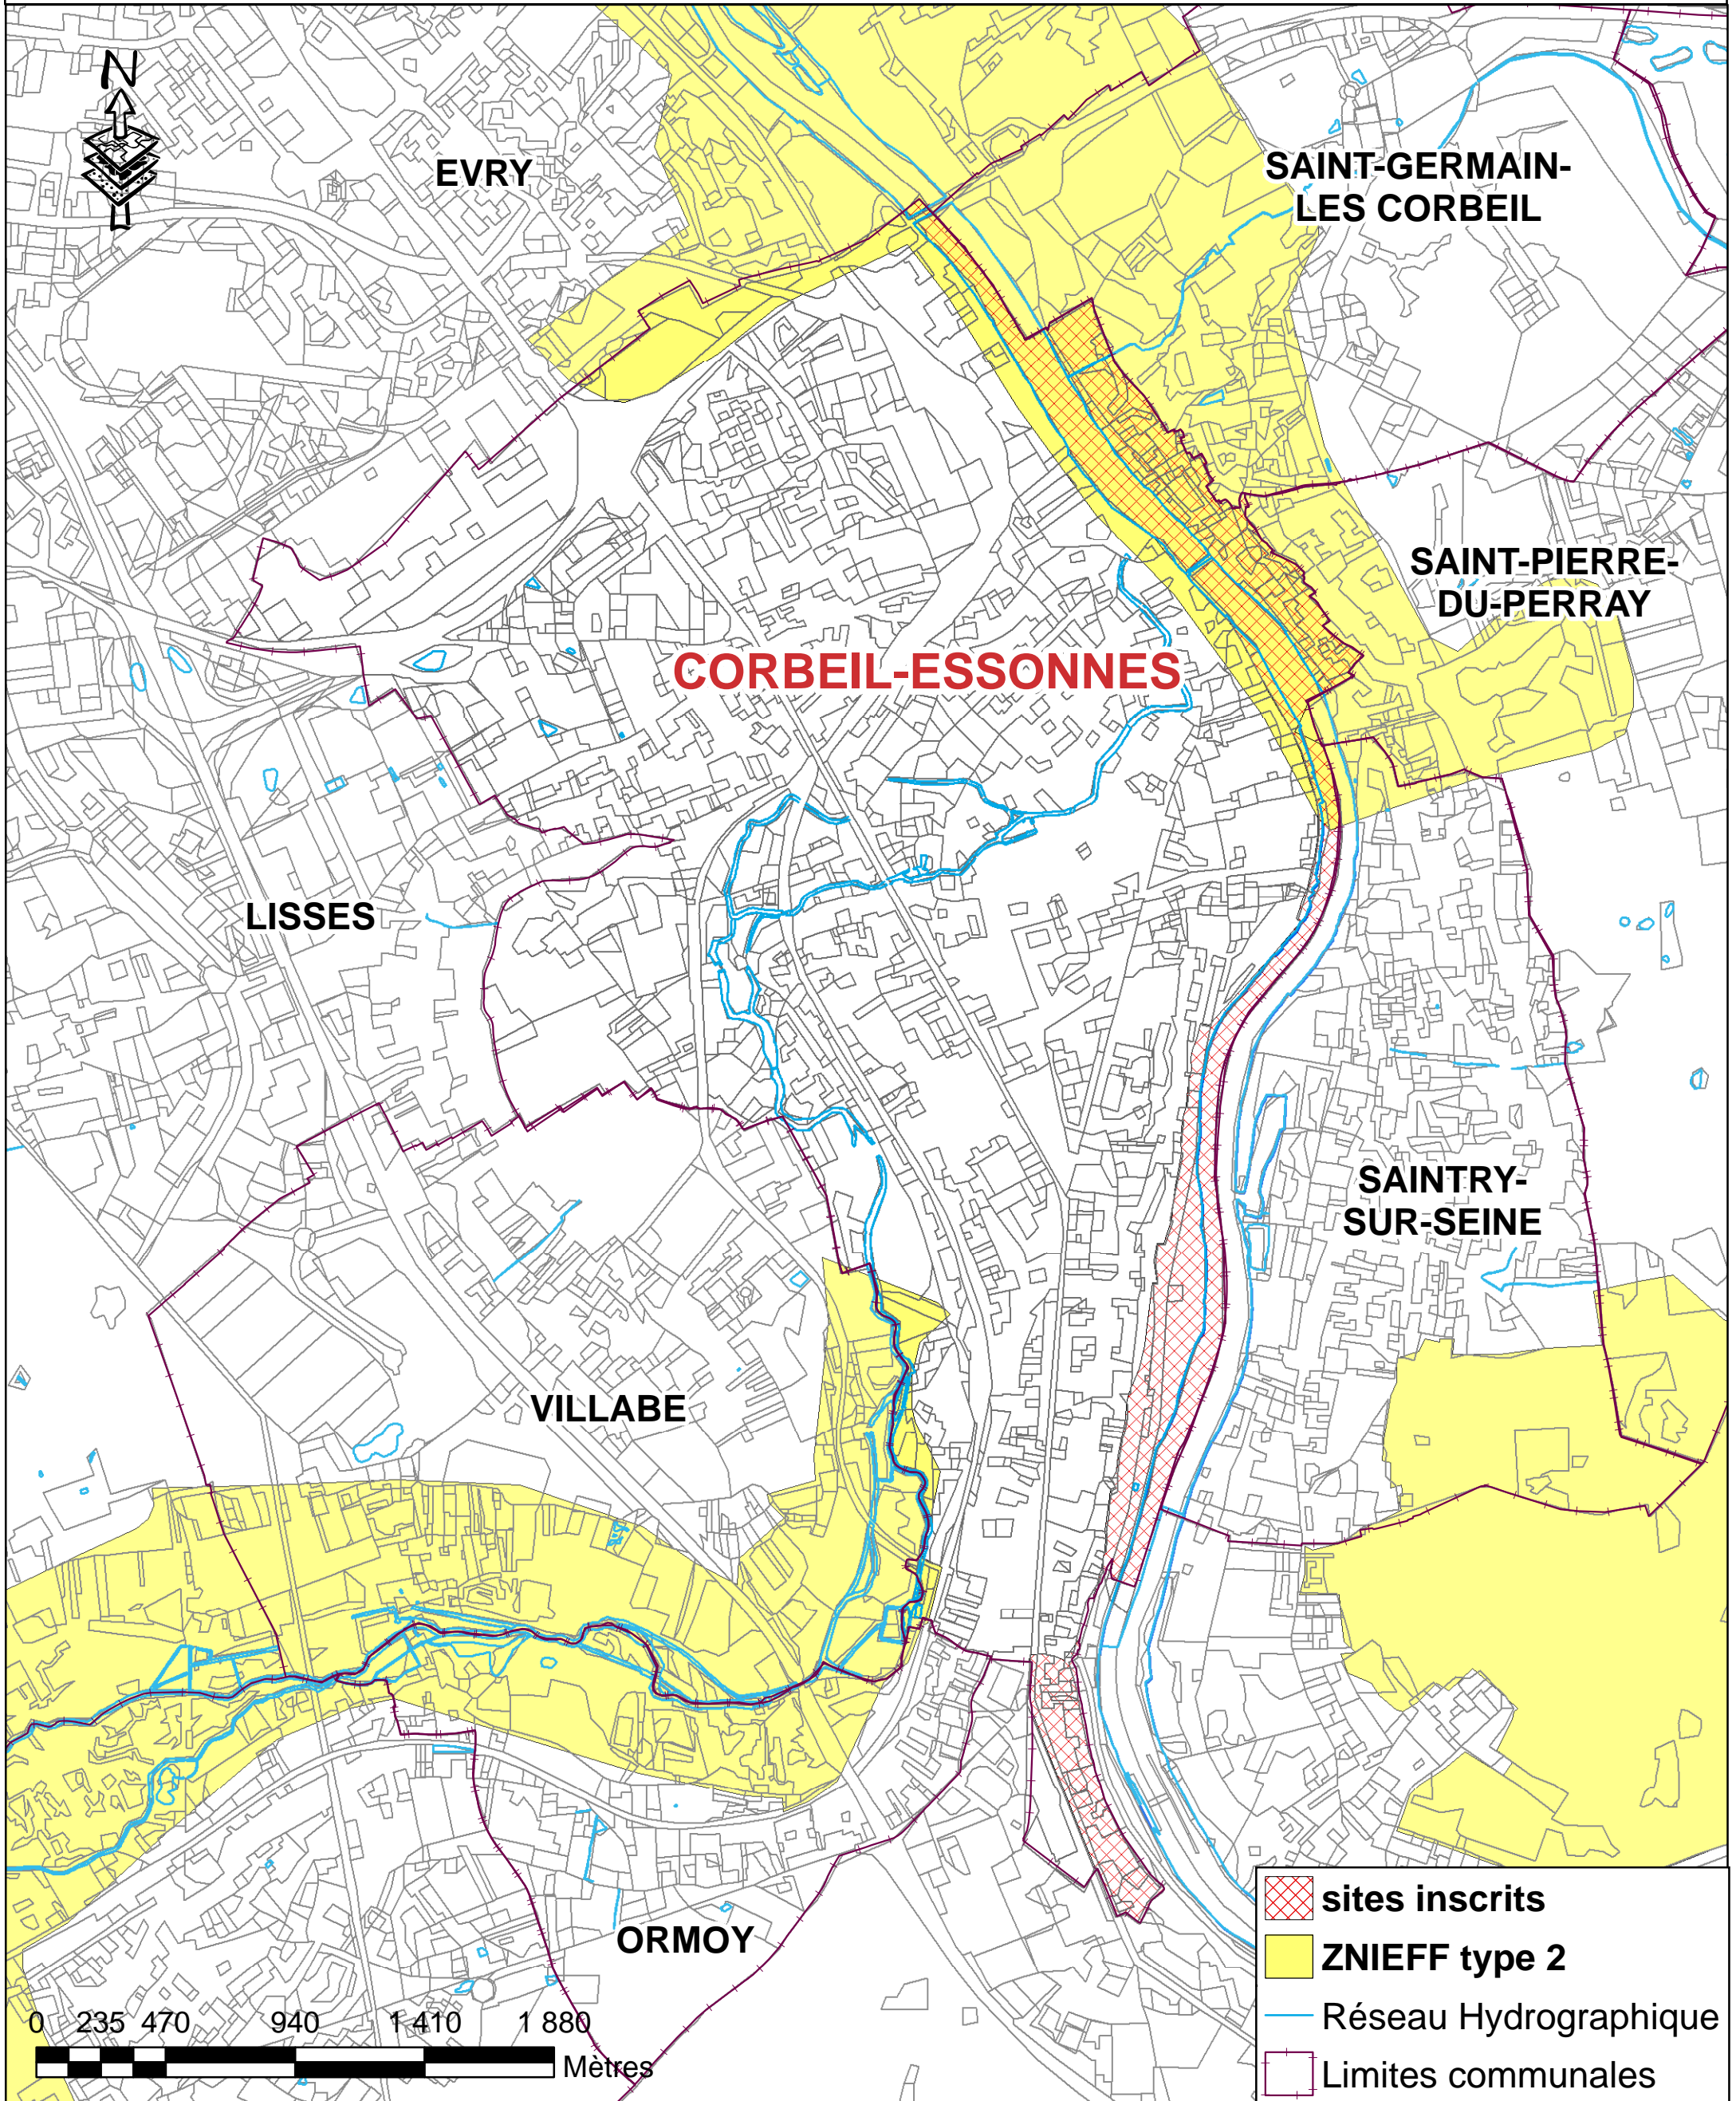 N
EVRY
SAINT-GERMAIN-
LES CORBEIL
SAINT-PIERRE-
DU-PERRAY
CORBEIL-ESSONNES
LISSES
SAINTRY-
SUR-SEINE
VILLABE
ORMOY
sites inscrits
ZNIEFF type 2
Réseau Hydrographique
Limites communales
0 235 470 940 1 410 1 880
Mètres